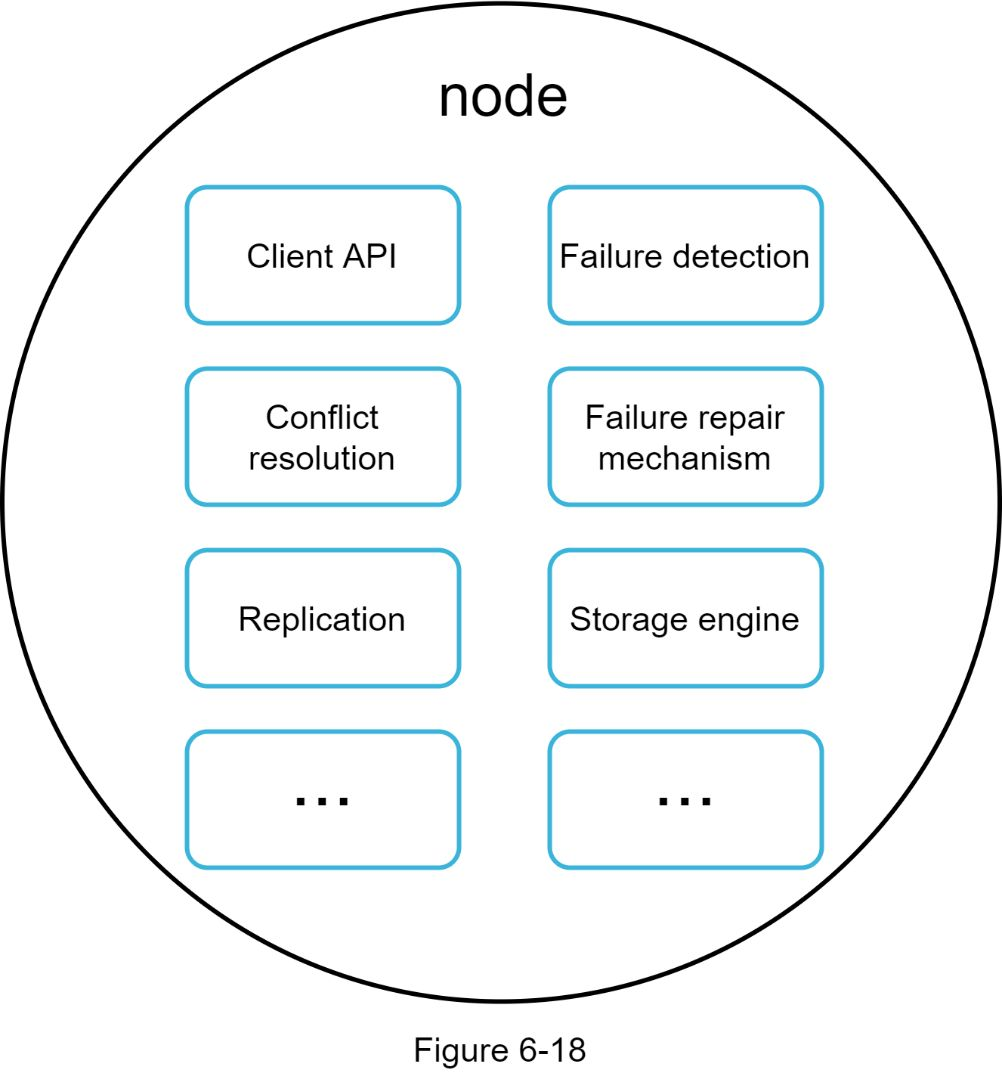 node
Client API
Failure detection
Conflict
resolution
Failure repair
mechanism
Replication
Storage engine
...
...
Figure 6-18